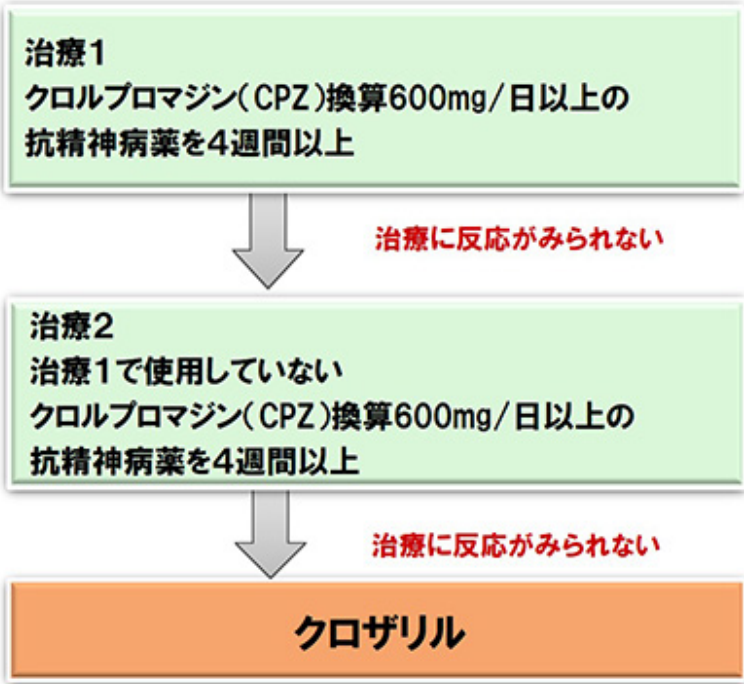 治療1
クロルプロマジン(CPZ)換算600mg/日以上の
抗精神病薬を4週間以上
治療に反応がみられない
治療2
治療1で使用していない
クロルプロマジン(CPZ)換算600mg/日以上の
抗精神病薬を4週間以上
治療に反応がみられない
クロザリル